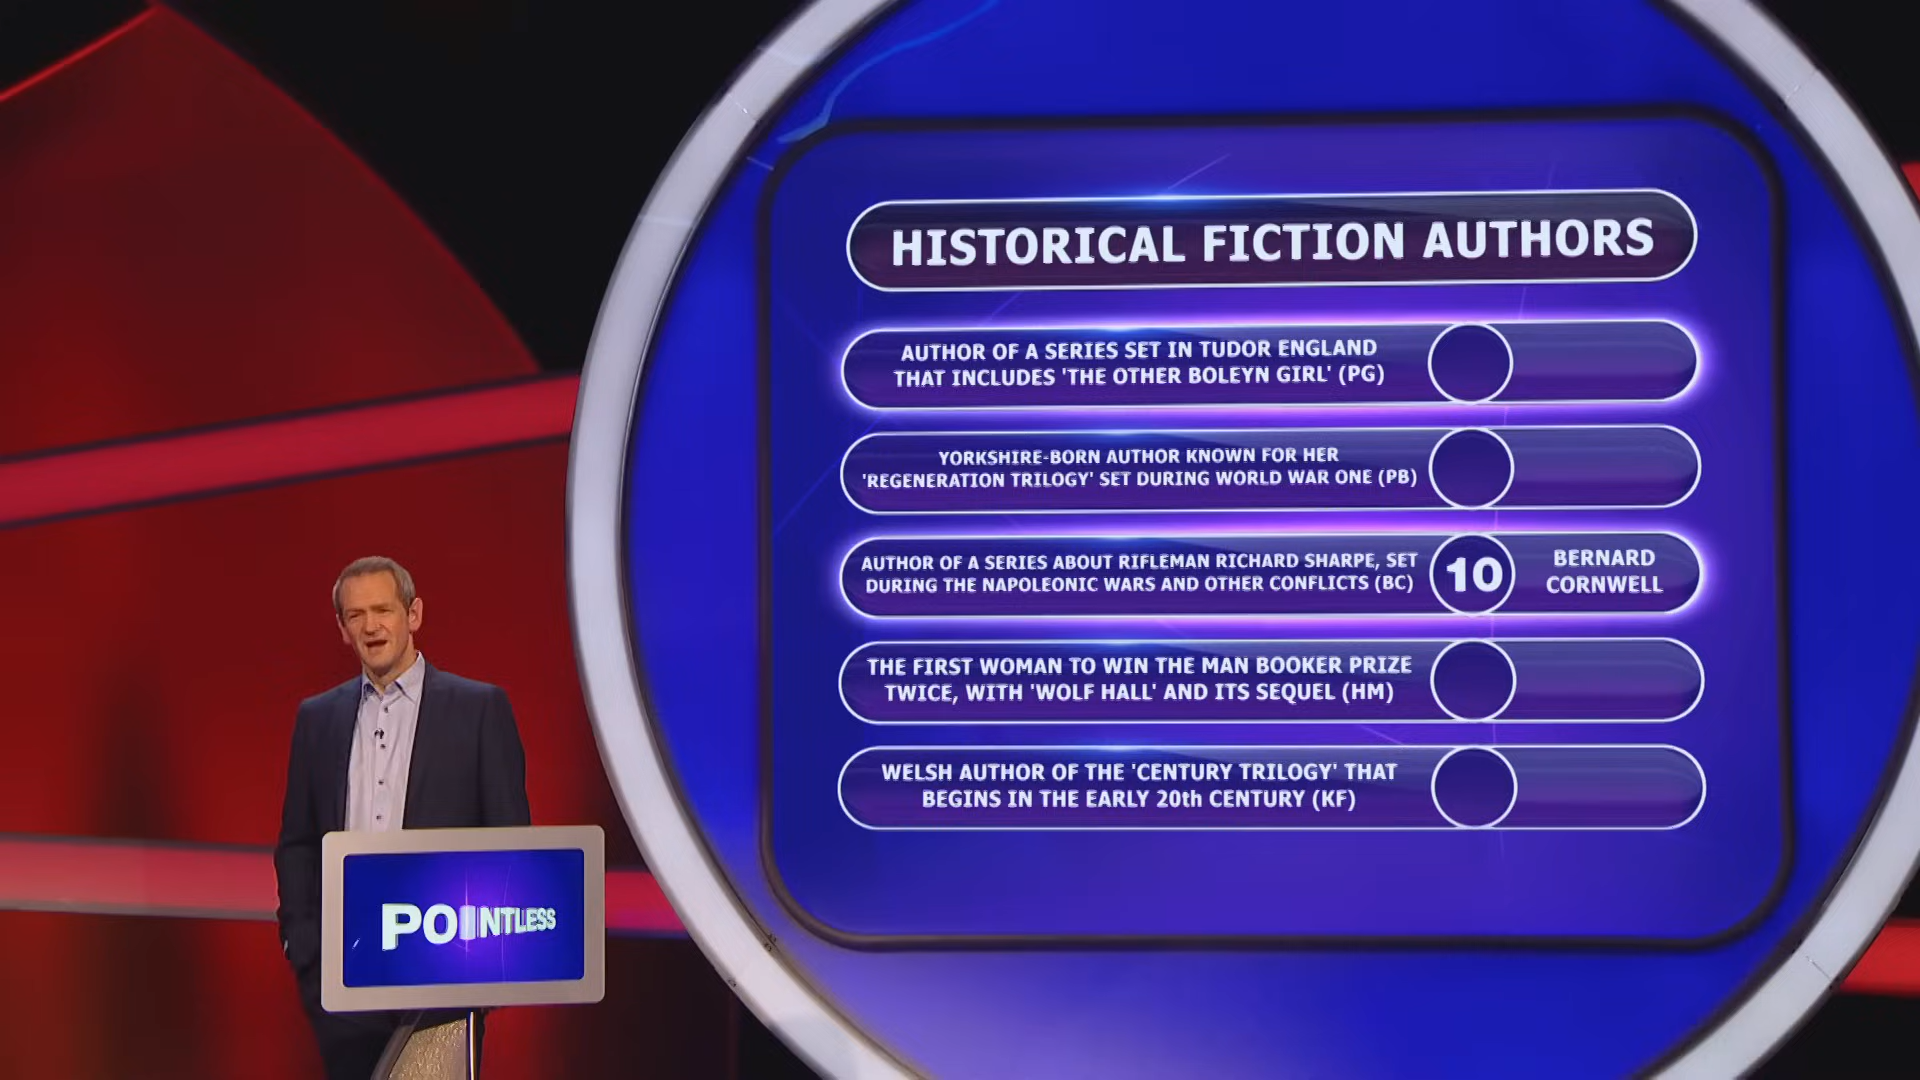 HISTORICAL FICTION AUTHORS
AUTHOR OF A SERIES SET IN TUDOR ENGLAND
THAT INCLUDES 'THE OTHER BOLEYN GIRL' (PG)
YORKSHIRE-BORN AUTHOR KNOWN FOR HER
'REGENERATION TRILOGY' SET DURING WORLD WAR ONE (PB)
AUTHOR OF A SERIES ABOUT RIFLEMAN RICHARD SHARPE, SET
DURING THE NAPOLEONIC WARS AND OTHER CONFLICTS (BC)
10
BERNARD
CORNWELL
THE FIRST WOMAN TO WIN THE MAN BOOKER PRIZE
TWICE, WITH 'WOLF HALL' AND ITS SEQUEL (HM)
WELSH AUTHOR OF THE 'CENTURY TRILOGY' THAT
BEGINS IN THE EARLY 20th CENTURY (KF)
POINTLESS